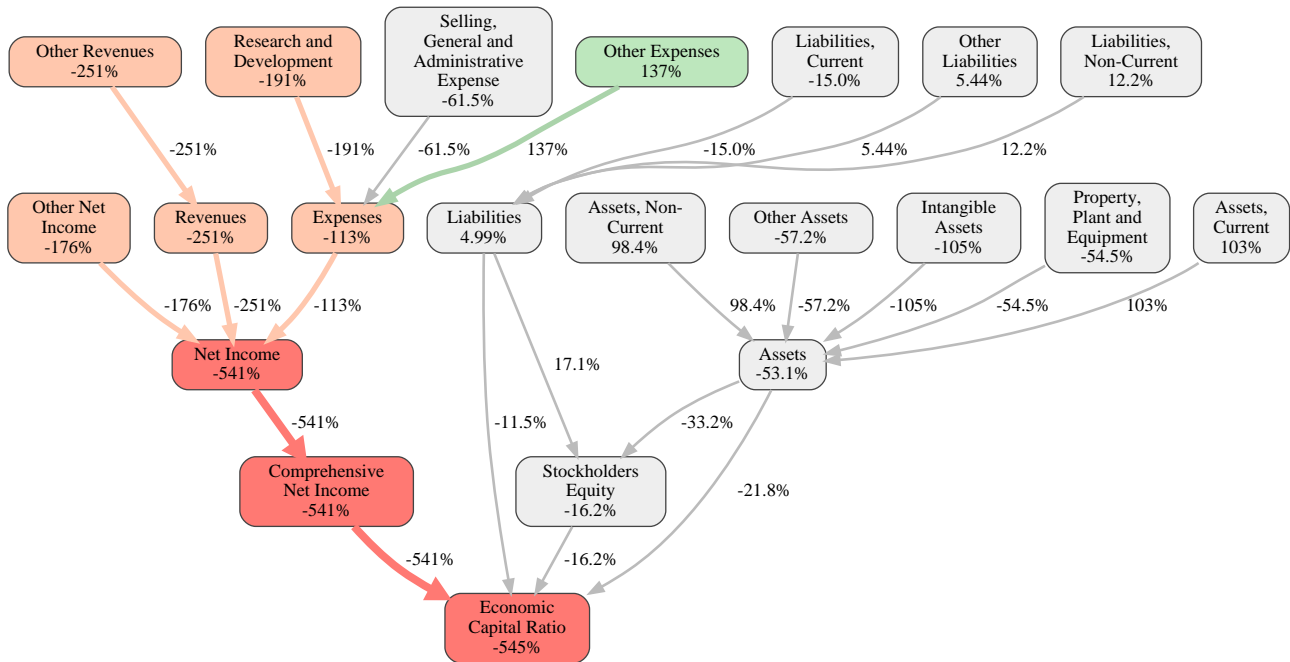 Other Revenues
-251%
Research and
Development
-191%
Selling,
General and
Administrative
Expense
-61.5%
Other Expenses
137%
Liabilities,
Current
-15.0%
Other
Liabilities
5.44%
Liabilities,
Non-Current
12.2%
-251%
-191%
-61.5%
137%
-15.0%
5.44%
12.2%
Other Net
Income
-176%
Revenues
-251%
Expenses
-113%
Liabilities
4.99%
Assets, Non-
Current
98.4%
Other Assets
-57.2%
Intangible
Assets
-105%
Property,
Plant and
Equipment
-54.5%
Assets,
Current
103%
-176%
-251%
-113%
98.4%
-57.2%
-105%
-54.5%
103%
Net Income
-541%
17.1%
Assets
-53.1%
-541%
-11.5%
-33.2%
Comprehensive
Net Income
-541%
Stockholders
Equity
-16.2%
-21.8%
-541%
-16.2%
Economic
Capital Ratio
-545%